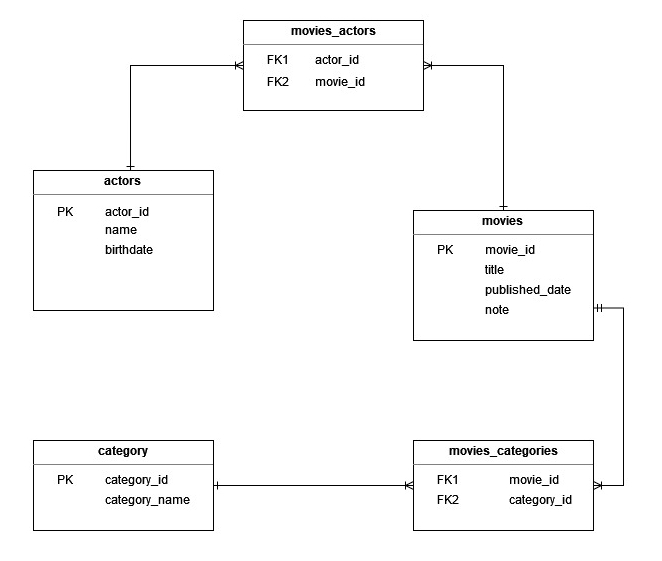 movies_actors
FK1 actor_id
FK2 movie_id
actors
PK actor_id
name
birthdate
movies
PK movie_id
title
published_date
note
category
PK category_id
category_name
movies_categories
FK1 movie_id
FK2 category_id